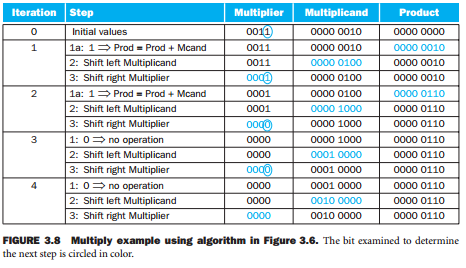 Iteration Step Multiplier Multiplicand Product
0 Initial values 0011 0000 0010 0000 0000
1 1a: 1 ⇒ Prod = Prod + Mcand 0011 0000 0010 0000 0010
2: Shift left Multiplicand 0011 0000 0100 0000 0010
3: Shift right Multiplier 0001 0000 0100 0000 0010
2 1a: 1 ⇒ Prod = Prod + Mcand 0001 0000 0100 0000 0110
2: Shift left Multiplicand 0001 0000 1000 0000 0110
3: Shift right Multiplier 0000 0000 1000 0000 0110
3 1: 0 ⇒ no operation 0000 0000 1000 0000 0110
2: Shift left Multiplicand 0000 0001 0000 0000 0110
3: Shift right Multiplier 0000 0001 0000 0000 0110
4 1: 0 ⇒ no operation 0000 0001 0000 0000 0110
2: Shift left Multiplicand 0000 0010 0000 0000 0110
3: Shift right Multiplier 0000 0010 0000 0000 0110
FIGURE 3.8 Multiply example using algorithm in Figure 3.6. The bit examined to determine
the next step is circled in color.